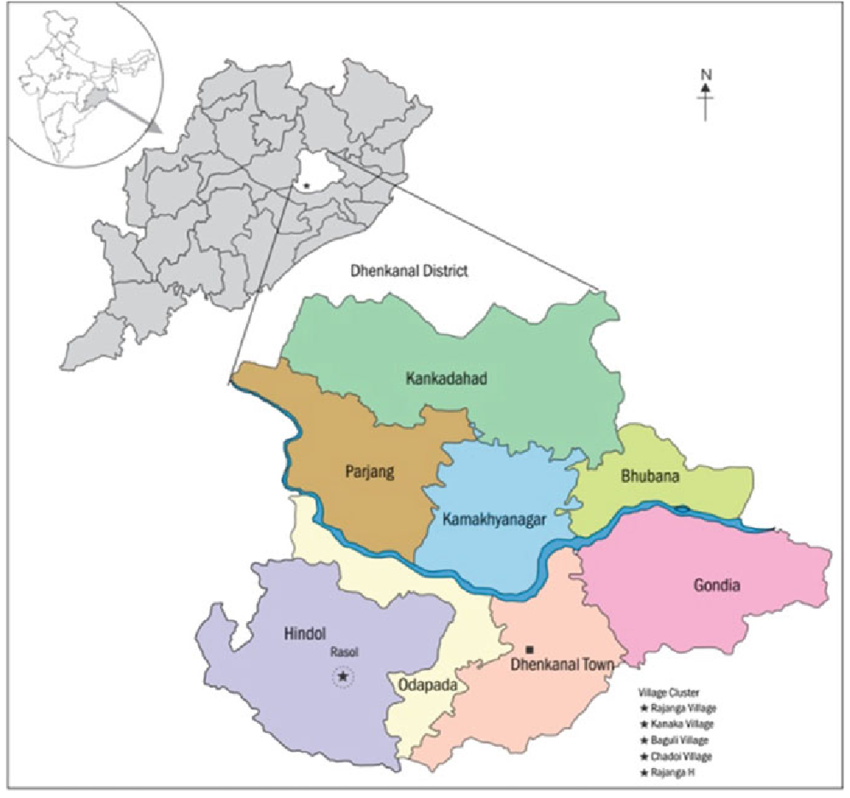 N
Dhenkanal District
Kankadahad
Parjang
Bhubana
Kamakhyanagar
Gondia
Hindol
Rasol
Dhenkanal Town
Odapada
Village Cluster
★ Rajanga Village
★ Kanaka Village
★ Baguli Village
★ Chadoi Village
★ Rajanga H